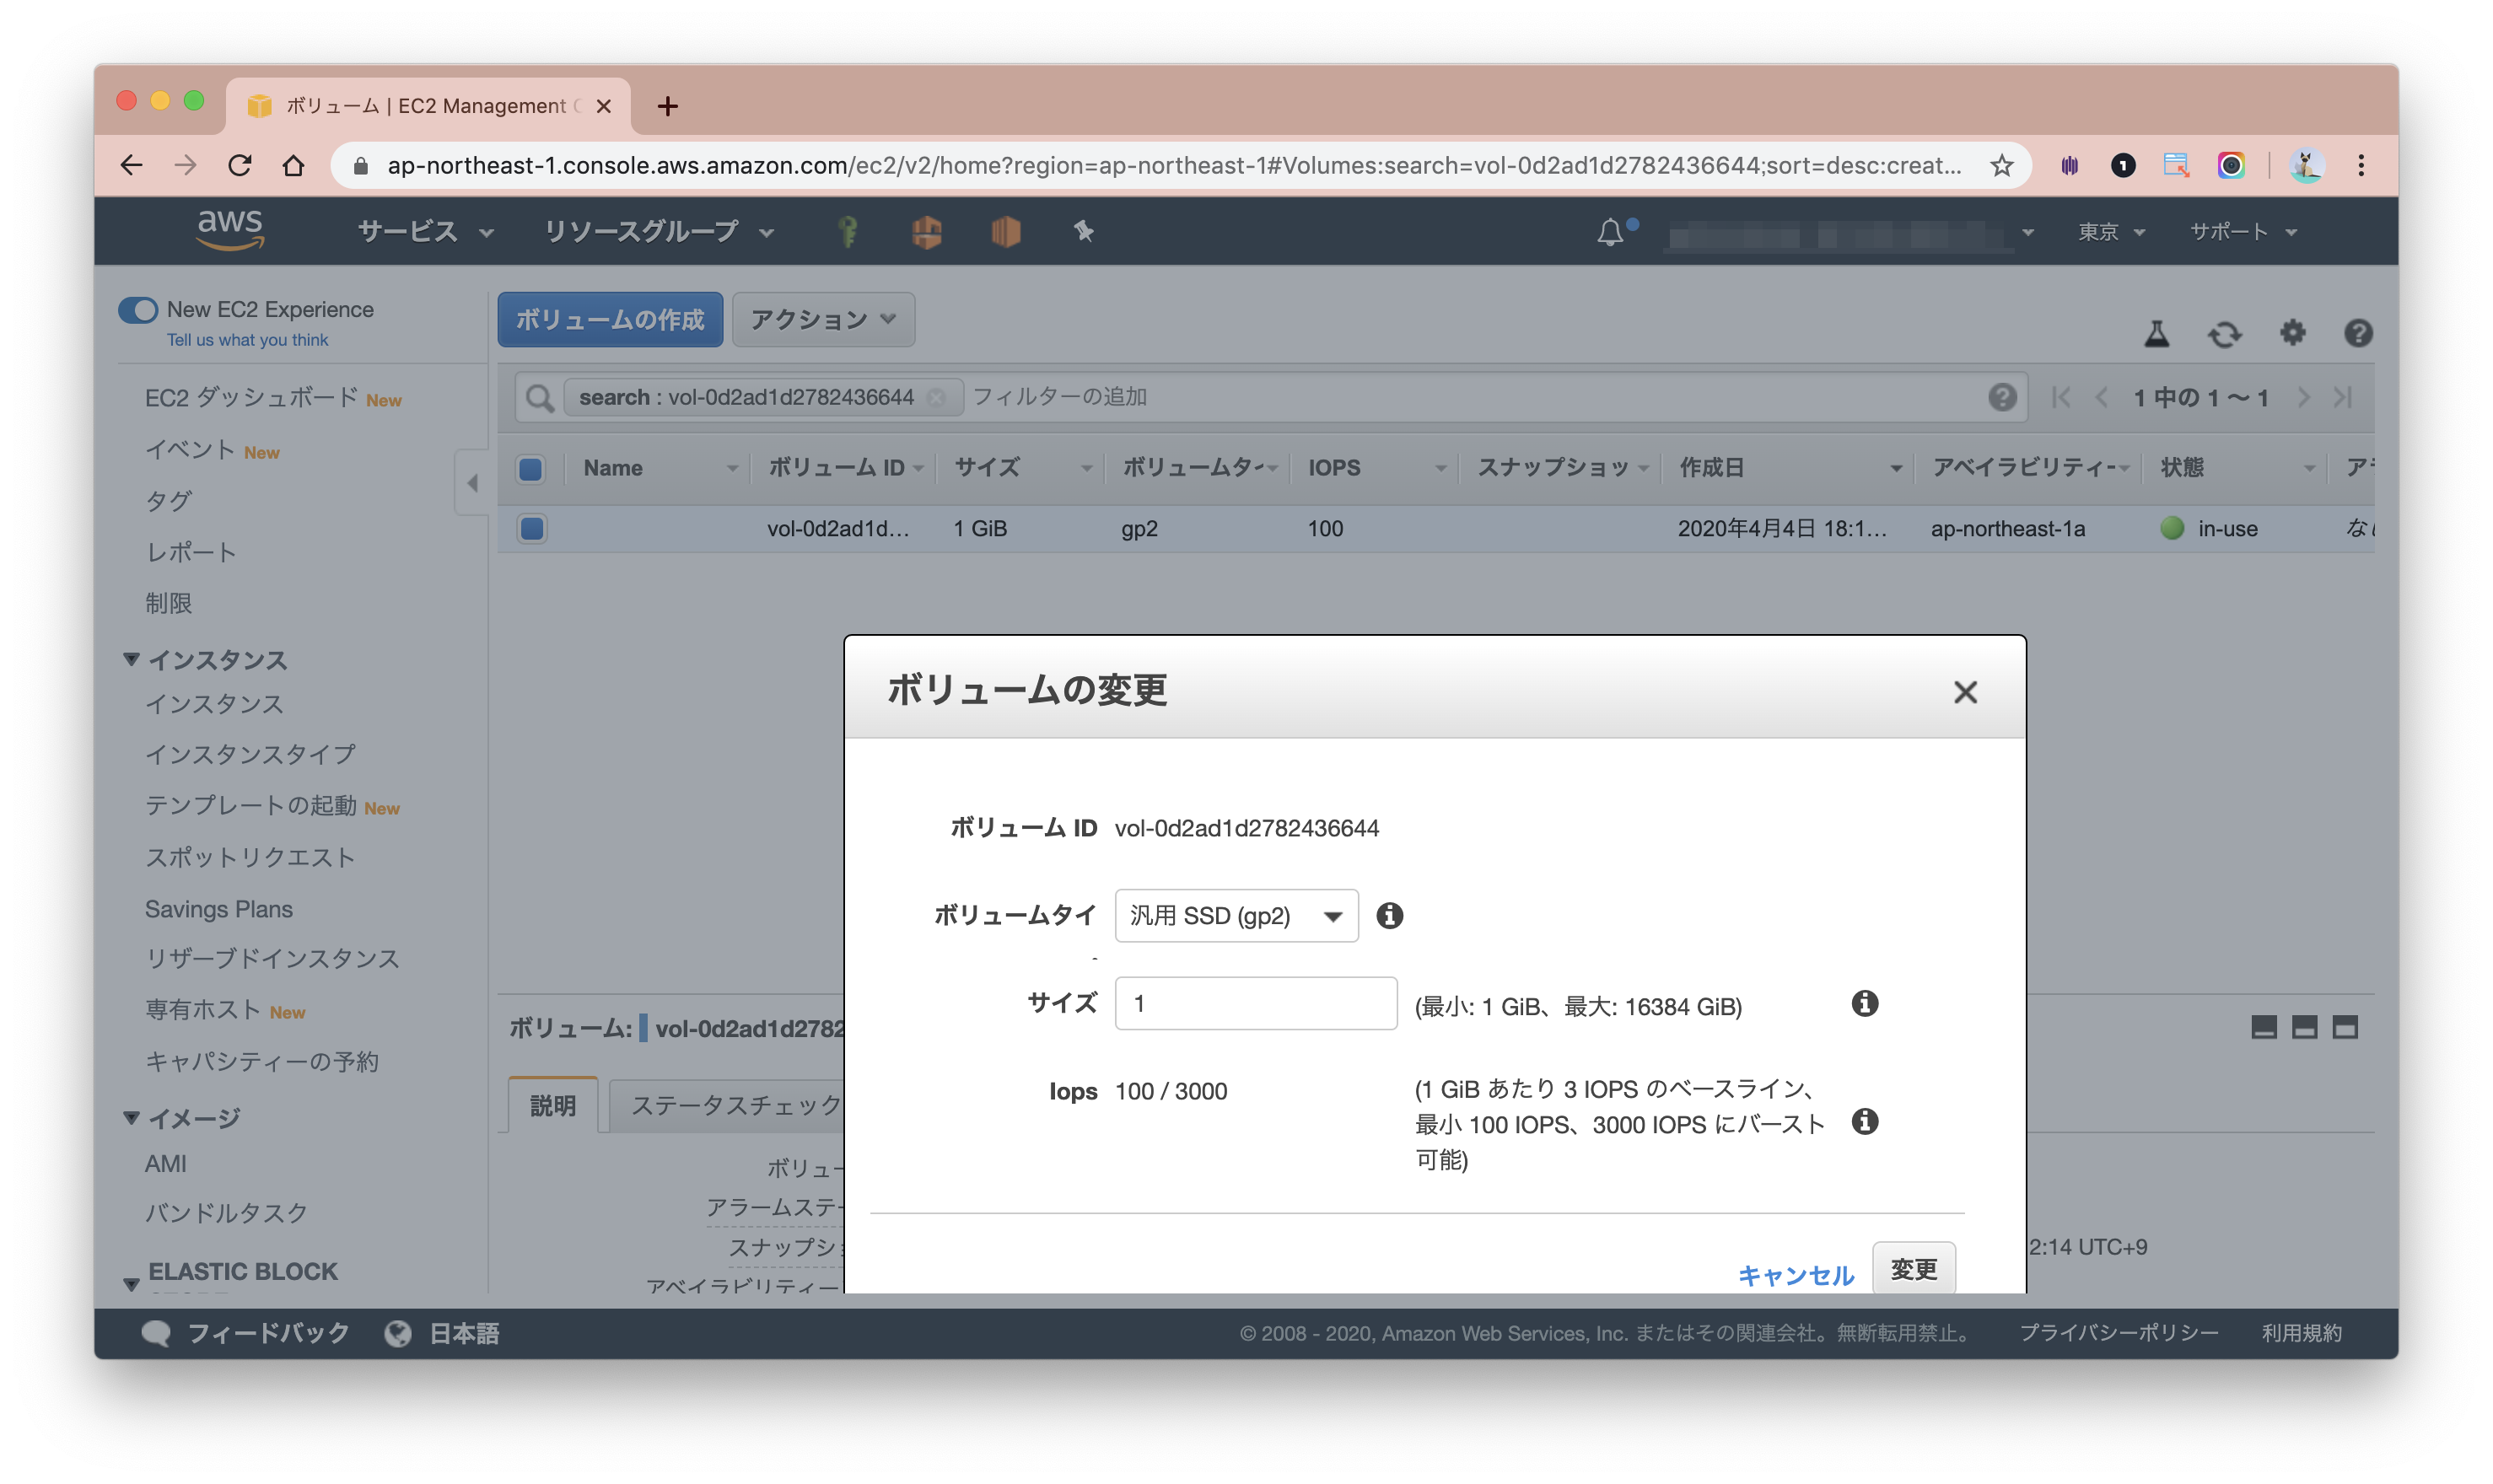 ボリューム | EC2 Management C
ap-northeast-1.console.aws.amazon.com/ec2/v2/home?region=ap-northeast-1#Volumes:search=vol-0d2ad1d2782436644;sort=desc:creat...
aws サービス リソースグループ 東京 サポート
New EC2 Experience
Tell us what you think
ボリュームの作成 アクション
EC2 ダッシュボード New
イベント New
タグ
レポート
制限
インスタンス
インスタンス
インスタンスタイプ
テンプレートの起動 New
スポットリクエスト
Savings Plans
リザーブドインスタンス
専有ホスト New
キャパシティーの予約
イメージ
AMI
バンドルタスク
ELASTIC BLOCK
search : vol-0d2ad1d2782436644 フィルターの追加 1 中の 1 〜 1
Name ボリューム ID サイズ ボリュームター IOPS スナップショッ 作成日 アベイラビリティー 状態 ア
vol-0d2ad1d... 1 GiB gp2 100 2020年4月4日 18:1... ap-northeast-1a in-use な
ボリューム: vol-0d2ad1d2782
説明 ステータスチェック
ボリュー
アラームステー
スナップショ
アベイラビリティー
2:14 UTC+9
ボリュームの変更
ボリューム ID vol-0d2ad1d2782436644
ボリュームタイ 汎用 SSD (gp2)
サイズ 1 (最小: 1 GiB、最大: 16384 GiB)
Iops 100 / 3000 (1 GiB あたり 3 IOPS のベースライン、
最小 100 IOPS、3000 IOPS にバースト
可能)
キャンセル 変更
フィードバック 日本語 © 2008 - 2020, Amazon Web Services, Inc. またはその関連会社。無断転用禁止。 プライバシーポリシー 利用規約